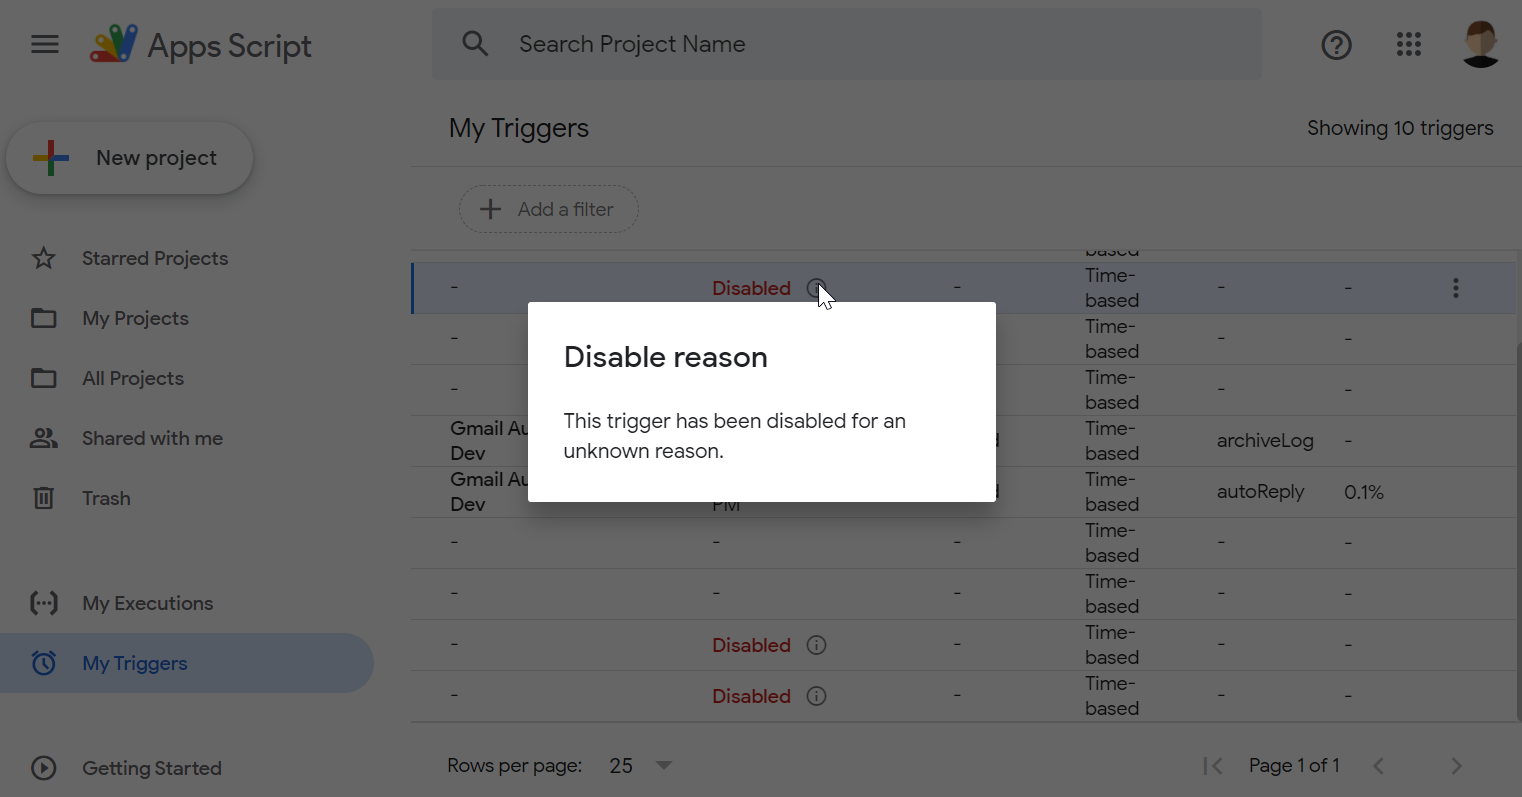 Apps Script
Search Project Name
New project
Starred Projects
My Projects
All Projects
Shared with me
Trash
My Executions
My Triggers
Getting Started
My Triggers
Showing 10 triggers
Add a filter
based
- Disabled - Time-based - -
- Time-based - -
- Time-based - -
Disable reason
This trigger has been disabled for an
unknown reason.
Gmail Au
Dev
Time-
based
archiveLog
-
Gmail Au
Dev
PM
Time-
based
autoReply
0.1%
- - - Time-based - -
- - - Time-based - -
- Disabled - Time-based - -
- Disabled - Time-based - -
Rows per page: 25
Page 1 of 1